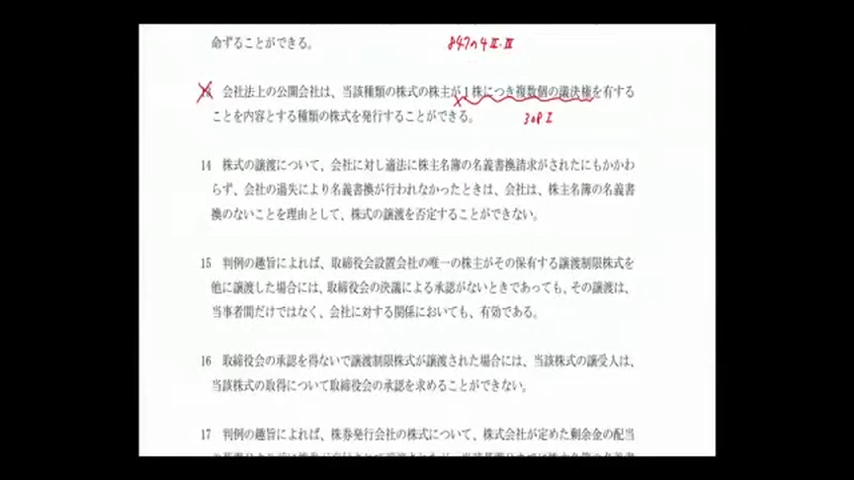 命ずることができる。 847の4Ⅱ・Ⅲ
13 会社法上の公開会社は、当該種類の株式の株主が1株につき複数個の議決権を有する
ことを内容とする種類の株式を発行することができる。 308Ⅰ
14 株式の譲渡について、会社に対し適法に株主名簿の名義書換請求がされたにもかかわ
らず、会社の過失により名義書換が行われなかったときは、会社は、株主名簿の名義書
換のないことを理由として、株式の譲渡を否定することができない。
15 判例の趣旨によれば、取締役会設置会社の唯一の株主がその保有する譲渡制限株式を
他に譲渡した場合には、取締役会の決議による承認がないときであっても、その譲渡は、
当事者間だけではなく、会社に対する関係においても、有効である。
16 取締役会の承認を得ないで譲渡制限株式が譲渡された場合には、当該株式の譲受人は、
当該株式の取得について取締役会の承認を求めることができない。
17 判例の趣旨によれば、株券発行会社の株式について、株式会社が定めた剰余金の配当